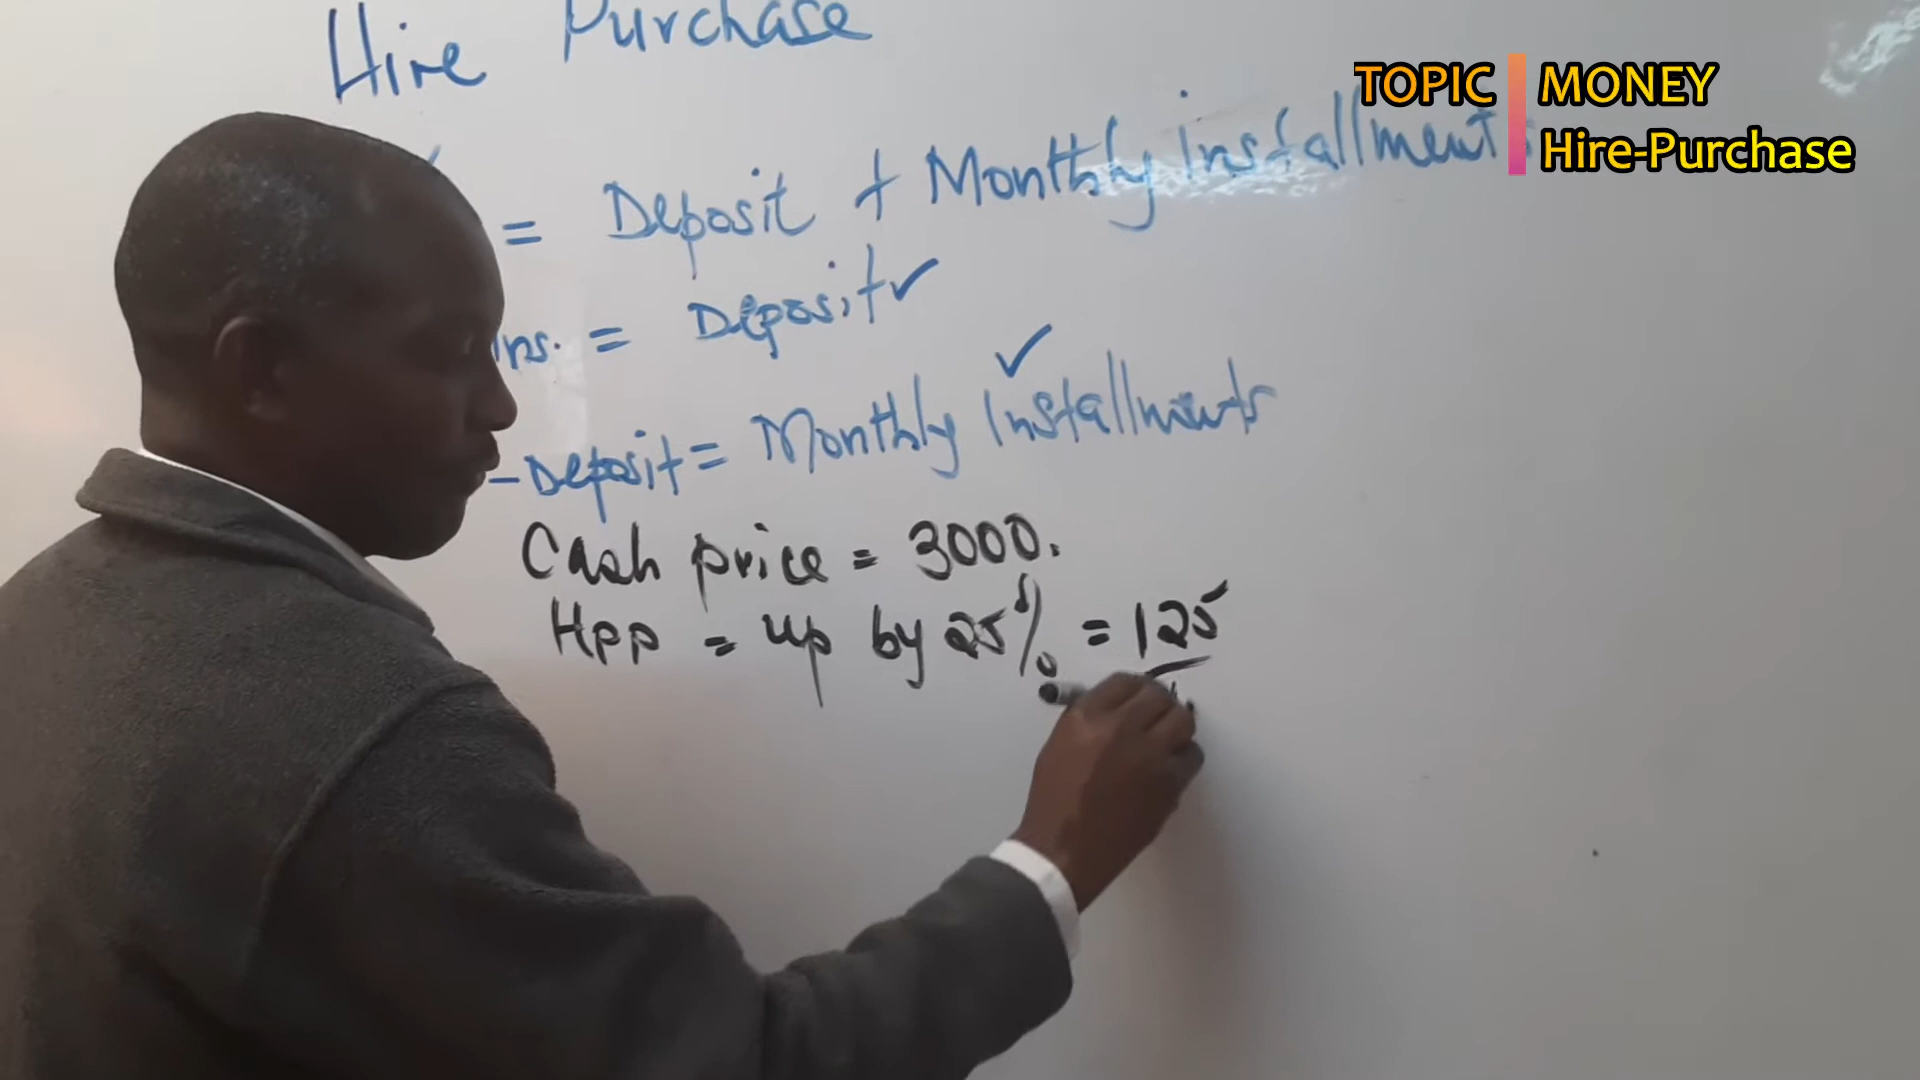 Hire Purchase
TOPIC MONEY
Hire-Purchase
= Deposit + Monthly Installments
Ins. = Deposit ✓
- Deposit = Monthly Installments ✓
Cash price = 3000.
Hpp = up by 25% = 125